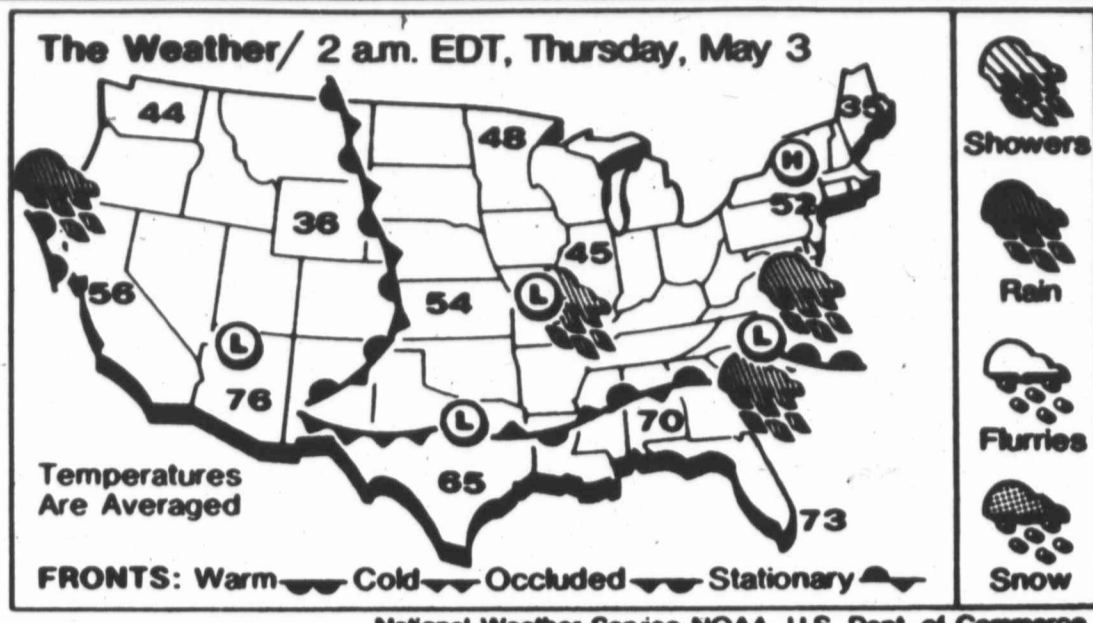 The Weather/ 2 a.m. EDT, Thursday, May 3
44
48
35
H
52
36
45
56
54
L
L
L
76
L
70
65
73
Temperatures
Are Averaged
FRONTS: Warm Cold Occluded Stationary
Showers
Rain
Flurries
Snow
National Weather Service NOAA, U.S. Dept. of Commerce